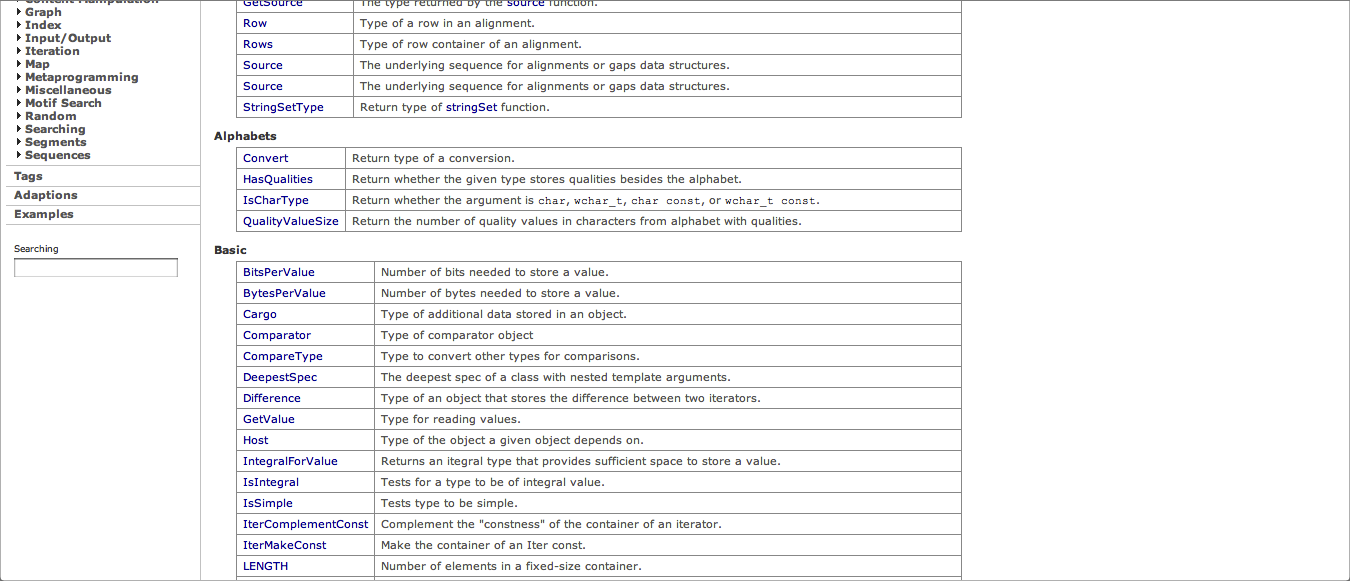 Content Manipulation
Graph
Index
Input/Output
Iteration
Map
Metaprogramming
Miscellaneous
Motif Search
Random
Searching
Segments
Sequences
Tags
Adaptions
Examples
Searching
GetSource The type returned by the source function.
Row Type of a row in an alignment.
Rows Type of row container of an alignment.
Source The underlying sequence for alignments or gaps data structures.
Source The underlying sequence for alignments or gaps data structures.
StringSetType Return type of stringSet function.
Alphabets
Convert Return type of a conversion.
HasQualities Return whether the given type stores qualities besides the alphabet.
IsCharType Return whether the argument is char, wchar_t, char const, or wchar_t const.
QualityValueSize Return the number of quality values in characters from alphabet with qualities.
Basic
BitsPerValue Number of bits needed to store a value.
BytesPerValue Number of bytes needed to store a value.
Cargo Type of additional data stored in an object.
Comparator Type of comparator object
CompareType Type to convert other types for comparisons.
DeepestSpec The deepest spec of a class with nested template arguments.
Difference Type of an object that stores the difference between two iterators.
GetValue Type for reading values.
Host Type of the object a given object depends on.
IntegralForValue Returns an itegral type that provides sufficient space to store a value.
IsIntegral Tests for a type to be of integral value.
IsSimple Tests type to be simple.
IterComplementConst Complement the "constness" of the container of an iterator.
IterMakeConst Make the container of an Iter const.
LENGTH Number of elements in a fixed-size container.